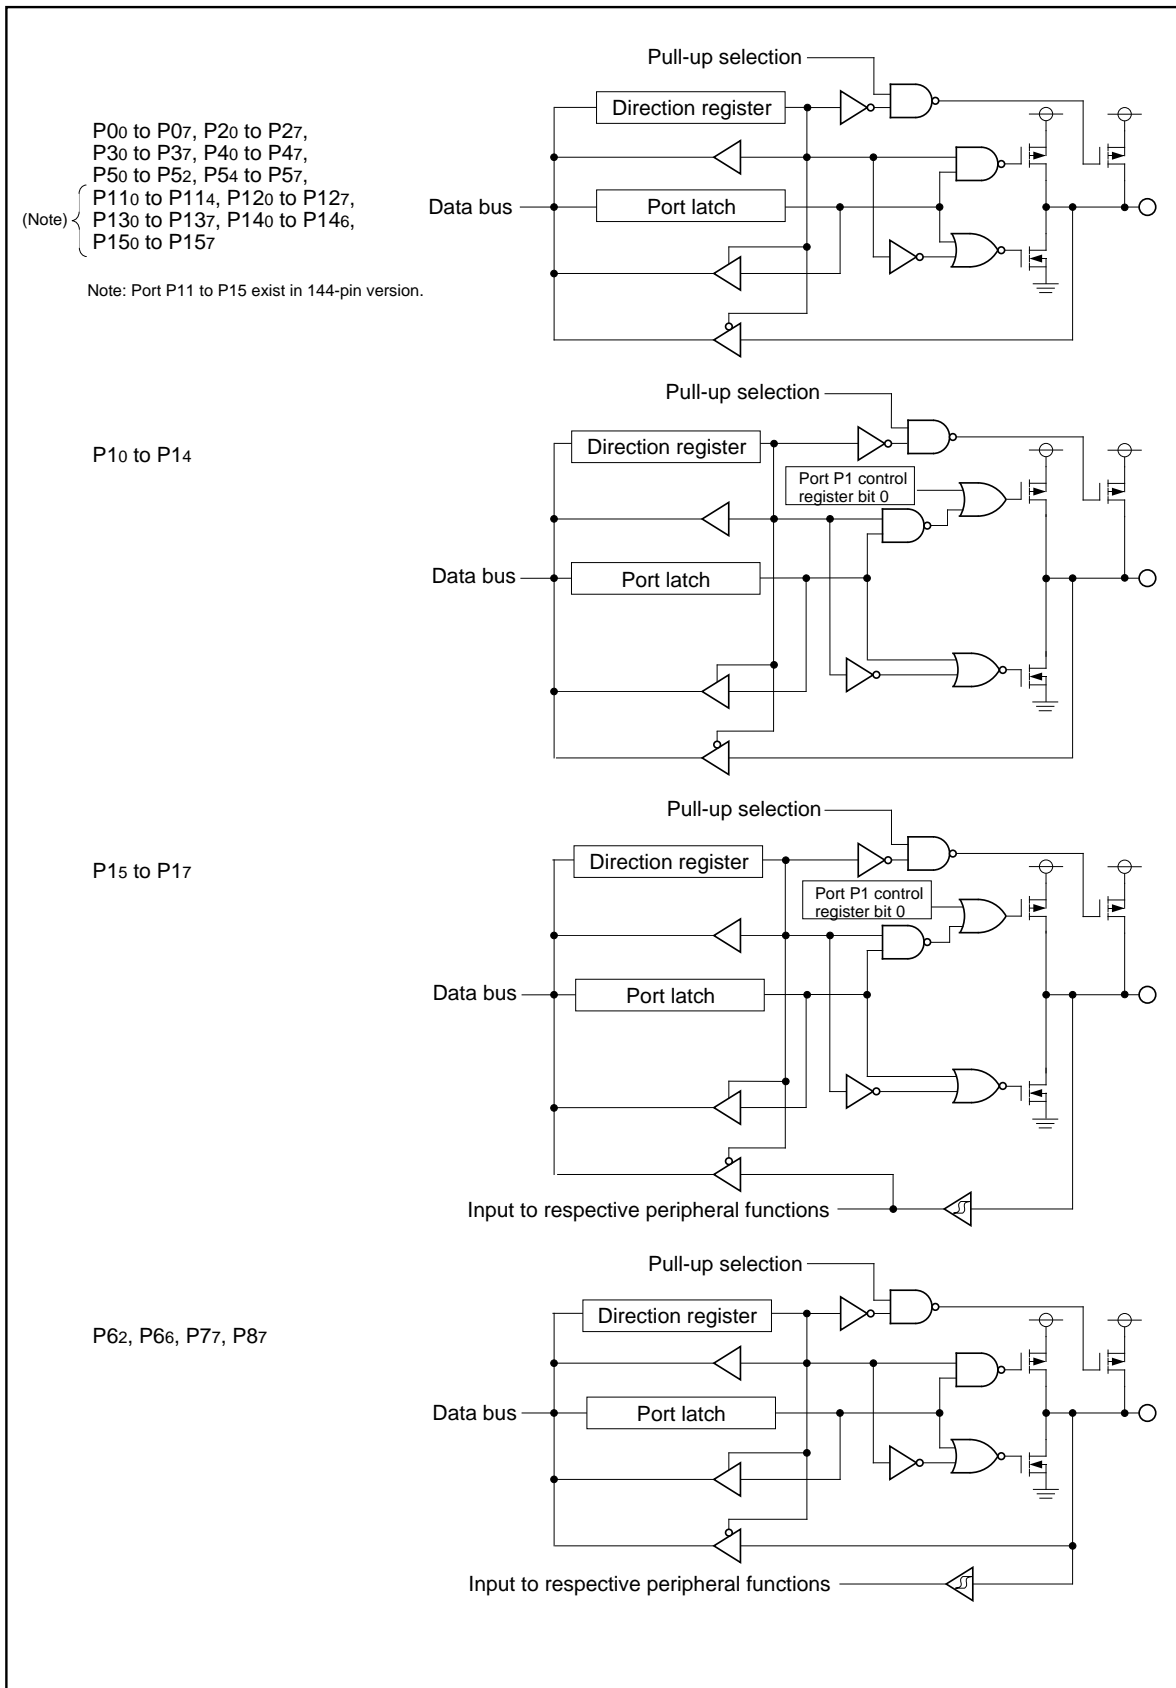 Pull-up selection
Direction register
P00 to P07, P20 to P27,
P30 to P37, P40 to P47,
P50 to P52, P54 to P57,
P110 to P114, P120 to P127,
(Note)
P130 to P137, P140 to P146,
P150 to P157
Data bus
Port latch
Note: Port P11 to P15 exist in 144-pin version.
Pull-up selection
P10 to P14
Direction register
Port P1 control
register bit 0
Data bus
Port latch
Pull-up selection
P15 to P17
Direction register
Port P1 control
register bit 0
Data bus
Port latch
Input to respective peripheral functions
Pull-up selection
P62, P66, P77, P87
Direction register
Data bus
Port latch
Input to respective peripheral functions